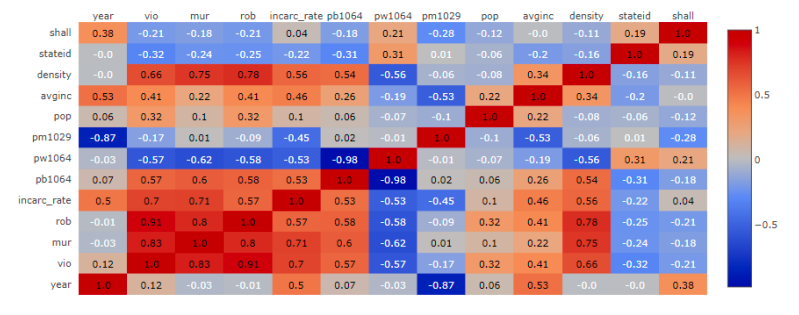 year vio mur rob incarc_rate pb1064 pw1064 pm1029 pop avginc density stateid shall
shall 0.38 -0.21 -0.18 -0.21 0.04 -0.18 0.21 -0.28 -0.12 -0.0 -0.11 0.19 1.0 1
stateid -0.0 -0.32 -0.24 -0.25 -0.22 -0.31 0.31 0.01 -0.06 -0.2 -0.16 1.0 0.19
density -0.0 0.66 0.75 0.78 0.56 0.54 -0.56 -0.06 -0.08 0.34 1.0 -0.16 -0.11
avginc 0.53 0.41 0.22 0.41 0.46 0.26 -0.19 -0.53 0.22 1.0 0.34 -0.2 -0.0 0.5
pop 0.06 0.32 0.1 0.32 0.1 0.06 -0.07 -0.1 1.0 0.22 -0.08 -0.06 -0.12
pm1029 -0.87 -0.17 0.01 -0.09 -0.45 0.02 -0.01 1.0 -0.1 -0.53 -0.06 0.01 -0.28
pw1064 -0.03 -0.57 -0.62 -0.58 -0.53 -0.98 1.0 -0.01 -0.07 -0.19 -0.56 0.31 0.21 0
pb1064 0.07 0.57 0.6 0.58 0.53 1.0 -0.98 0.02 0.06 0.26 0.54 -0.31 -0.18
incarc_rate 0.5 0.7 0.71 0.57 1.0 0.53 -0.53 -0.45 0.1 0.46 0.56 -0.22 0.04
rob -0.01 0.91 0.8 1.0 0.57 0.58 -0.58 -0.09 0.32 0.41 0.78 -0.25 -0.21 −0.5
mur -0.03 0.83 1.0 0.8 0.71 0.6 -0.62 0.01 0.1 0.22 0.75 -0.24 -0.18
vio 0.12 1.0 0.83 0.91 0.7 0.57 -0.57 -0.17 0.32 0.41 0.66 -0.32 -0.21
year 1.0 0.12 -0.03 -0.01 0.5 0.07 -0.03 -0.87 0.06 0.53 -0.0 -0.0 0.38